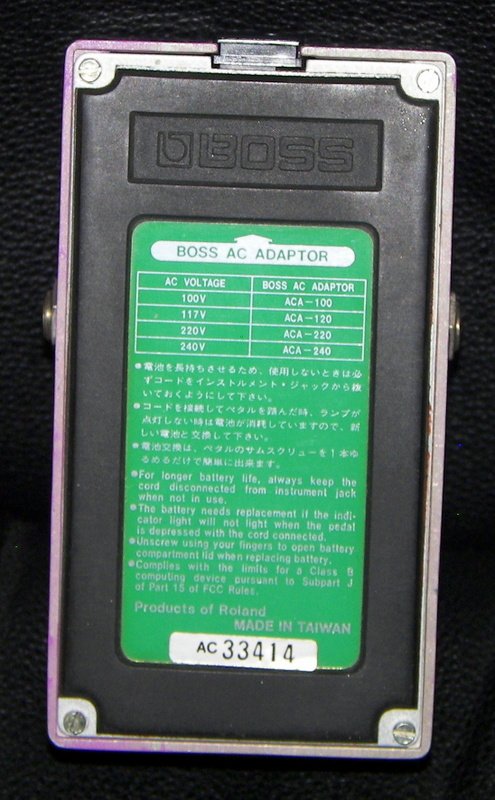 BOSS
BOSS AC ADAPTOR
AC VOLTAGE BOSS AC ADAPTOR
100V ACA-100
117V ACA-120
220V ACA-220
240V ACA-240
●電池を長持ちさせるため、使用しないときは必
ずコードをインストルメント・ジャックから抜
いておくようにして下さい。
●コードを接続してペタルを踏んだ時、ランプが
点灯しない時は電池が消耗していますので、新
しい電池と交換して下さい。
●電池交換は、ペタルのサムスクリューを1本ゆ
るめるだけで簡単に出来ます。
●For longer battery life, always keep the
cord disconnected from instrument jack
when not in use.
●The battery needs replacement if the indi-
cator light will not light when the pedal
is depressed with the cord connected.
●Unscrew using your fingers to open battery
compartment lid when replacing battery.
●Complies with the limits for a Class B
computing device pursuant to Subpart J
of Part 15 of FCC Rules.
Products of Roland
MADE IN TAIWAN
AC 33414